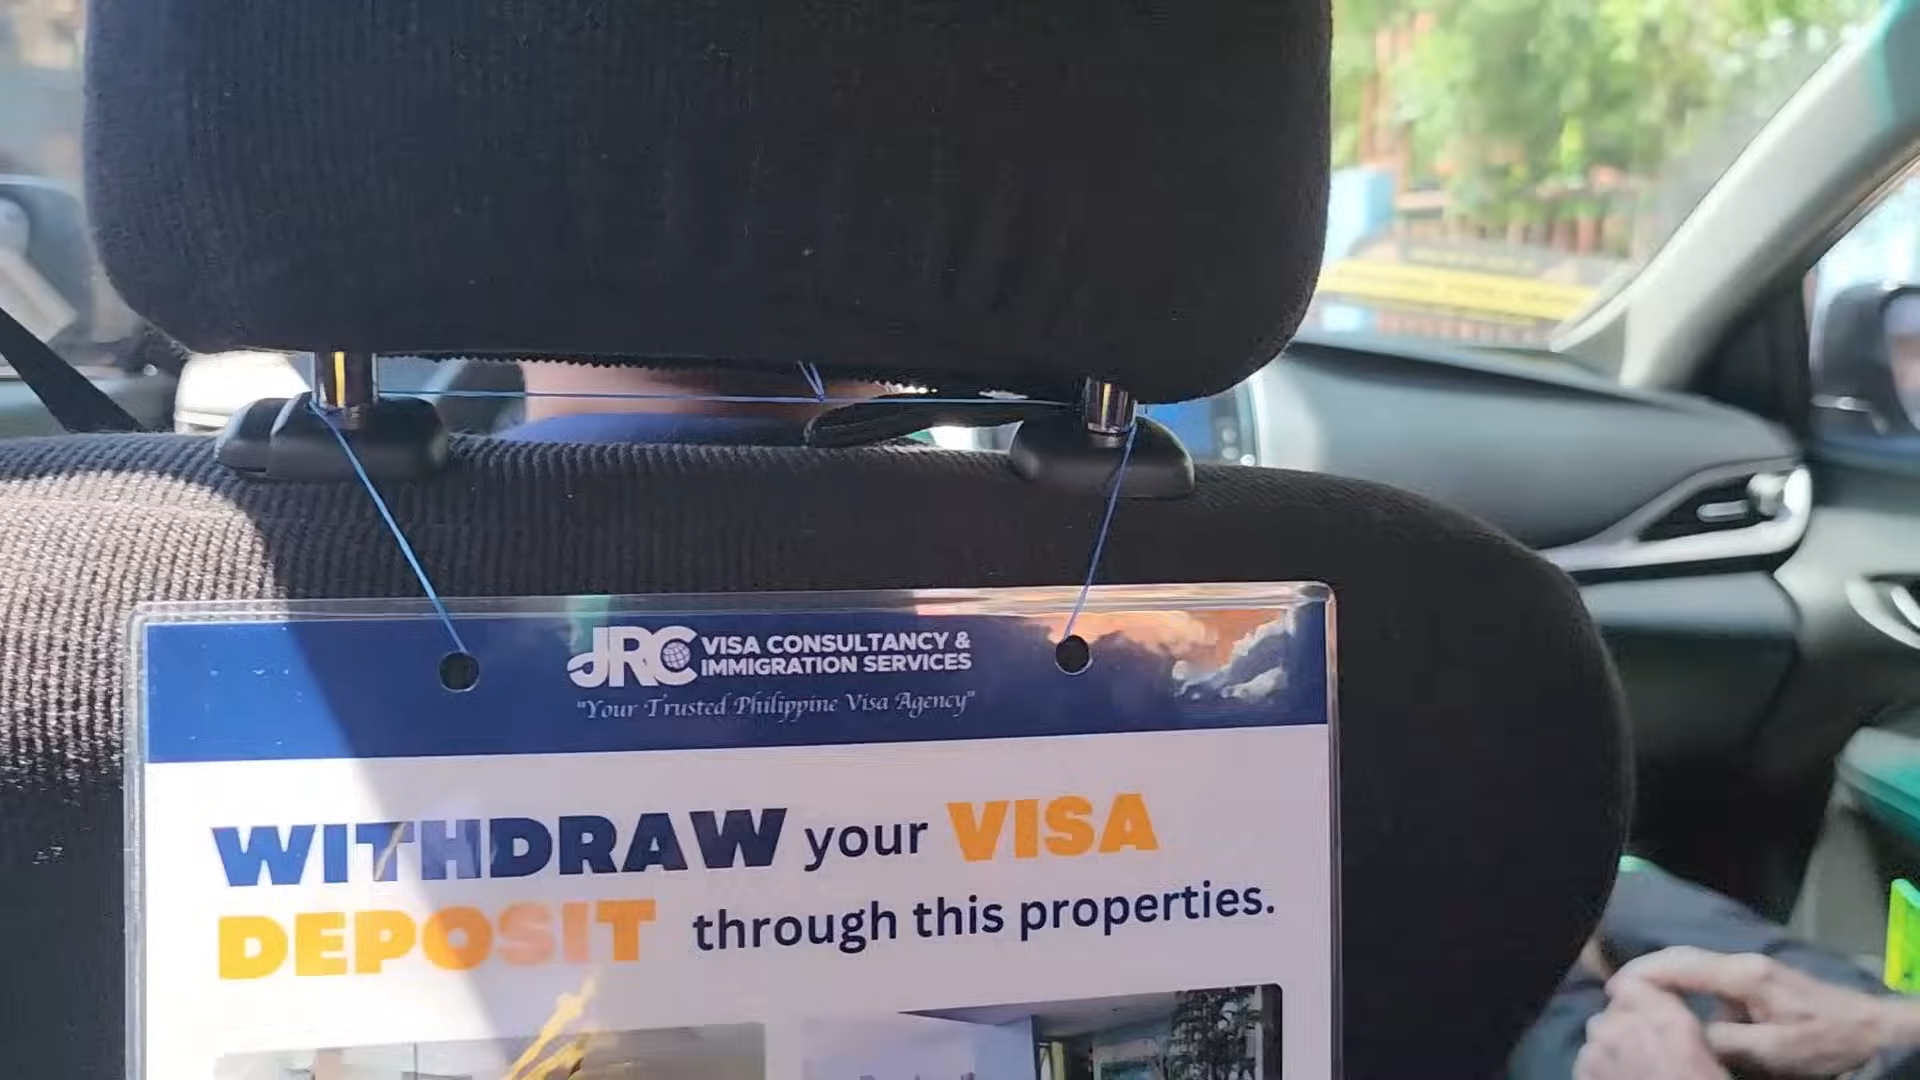 JRC VISA CONSULTANCY &
IMMIGRATION SERVICES
"Your Trusted Philippine Visa Agency"
WITHDRAW your VISA
DEPOSIT through this properties.